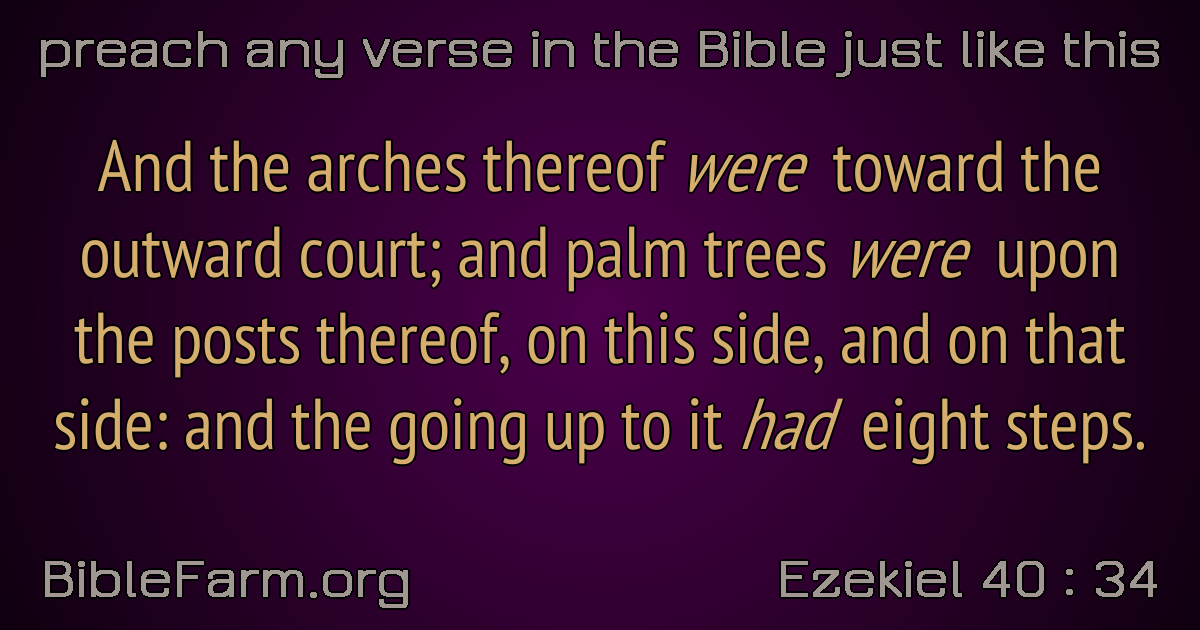 preach any verse in the Bible just like this
And the arches thereof were toward the
outward court; and palm trees were upon
the posts thereof, on this side, and on that
side: and the going up to it had eight steps.
BibleFarm.org
Ezekiel 40 : 34